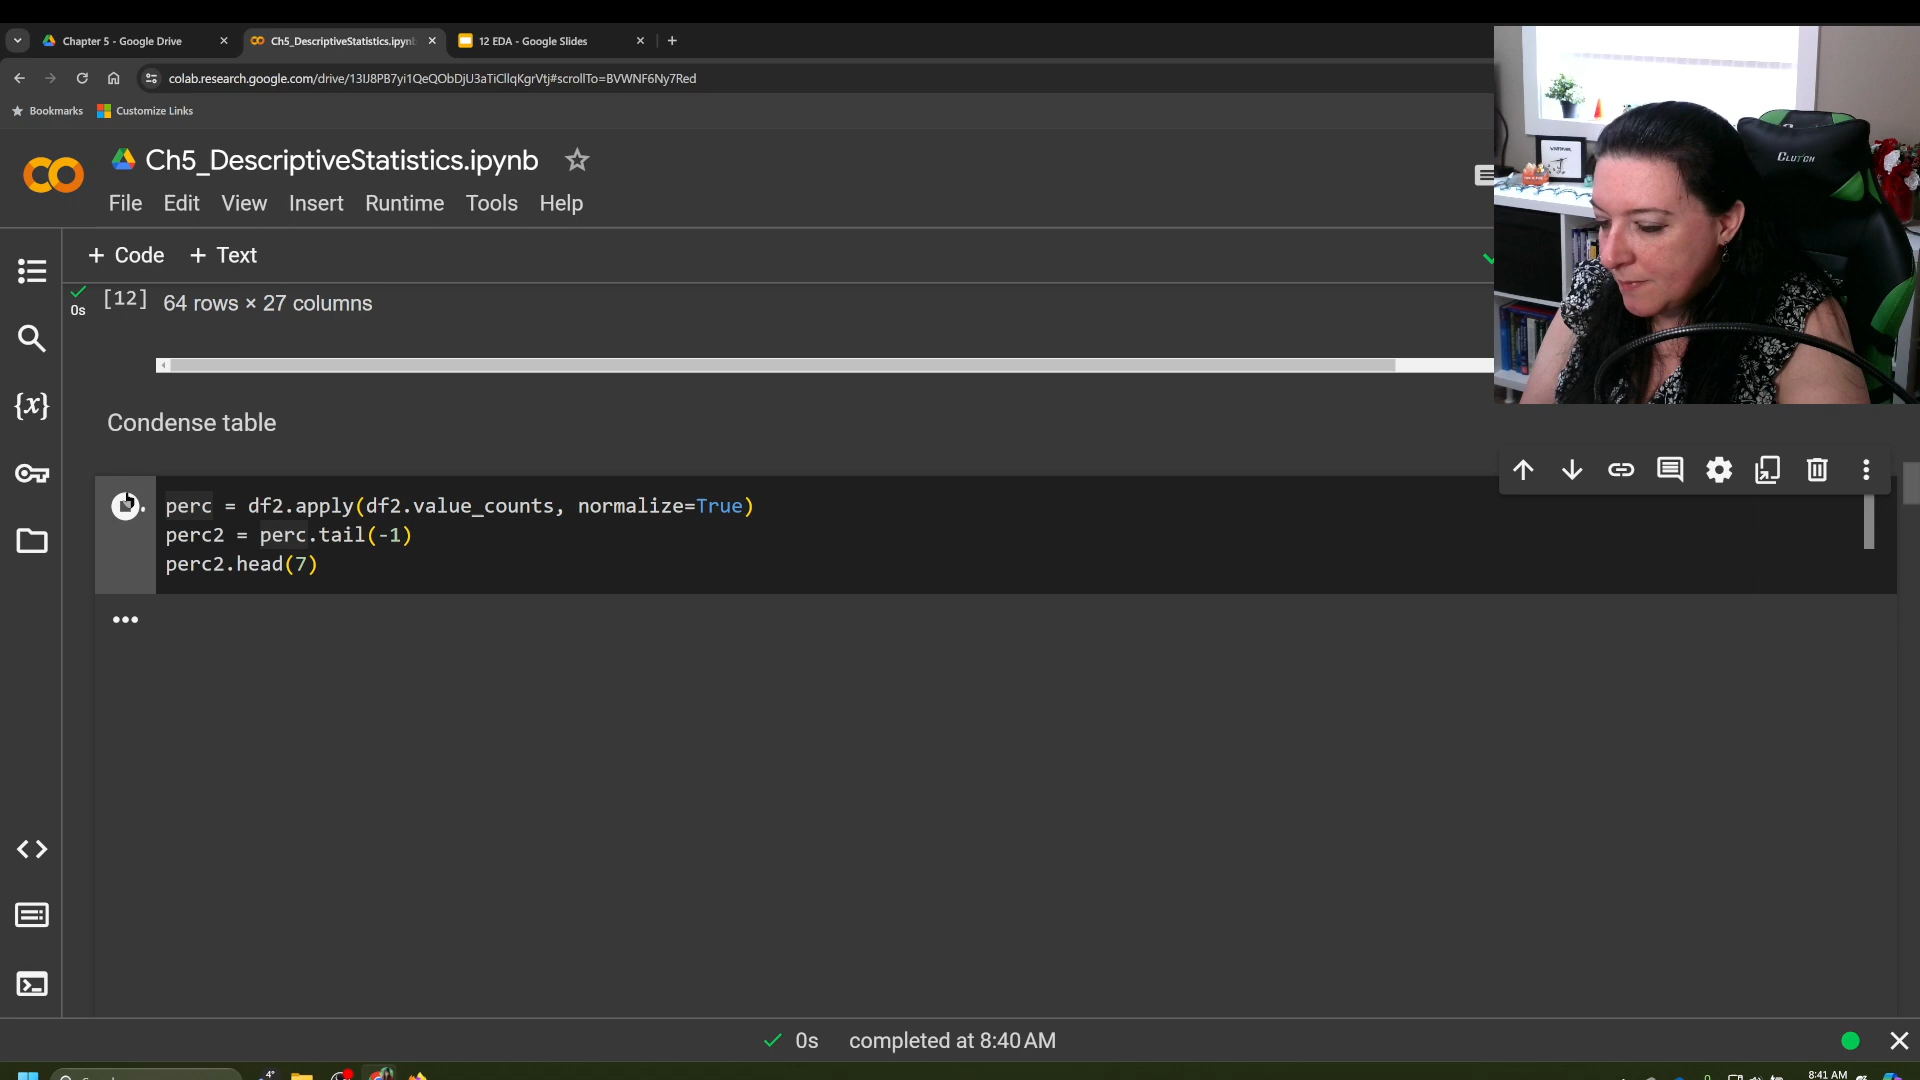 Chapter 5 - Google Drive
Ch5_DescriptiveStatistics.ipynb
12 EDA - Google Slides
colab.research.google.com/drive/13IJ8PB7yi1QeQObDjU3aTiCllqKgrVtj#scrollTo=BVWNF6Ny7Red
Bookmarks
Customize Links
Ch5_DescriptiveStatistics.ipynb
File Edit View Insert Runtime Tools Help
+ Code + Text
0s
[12] 64 rows × 27 columns
Condense table
perc = df2.apply(df2.value_counts, normalize=True)
perc2 = perc.tail(-1)
perc2.head(7)
{x}
CLUTCH
0s completed at 8:40 AM
4°
8:41 AM